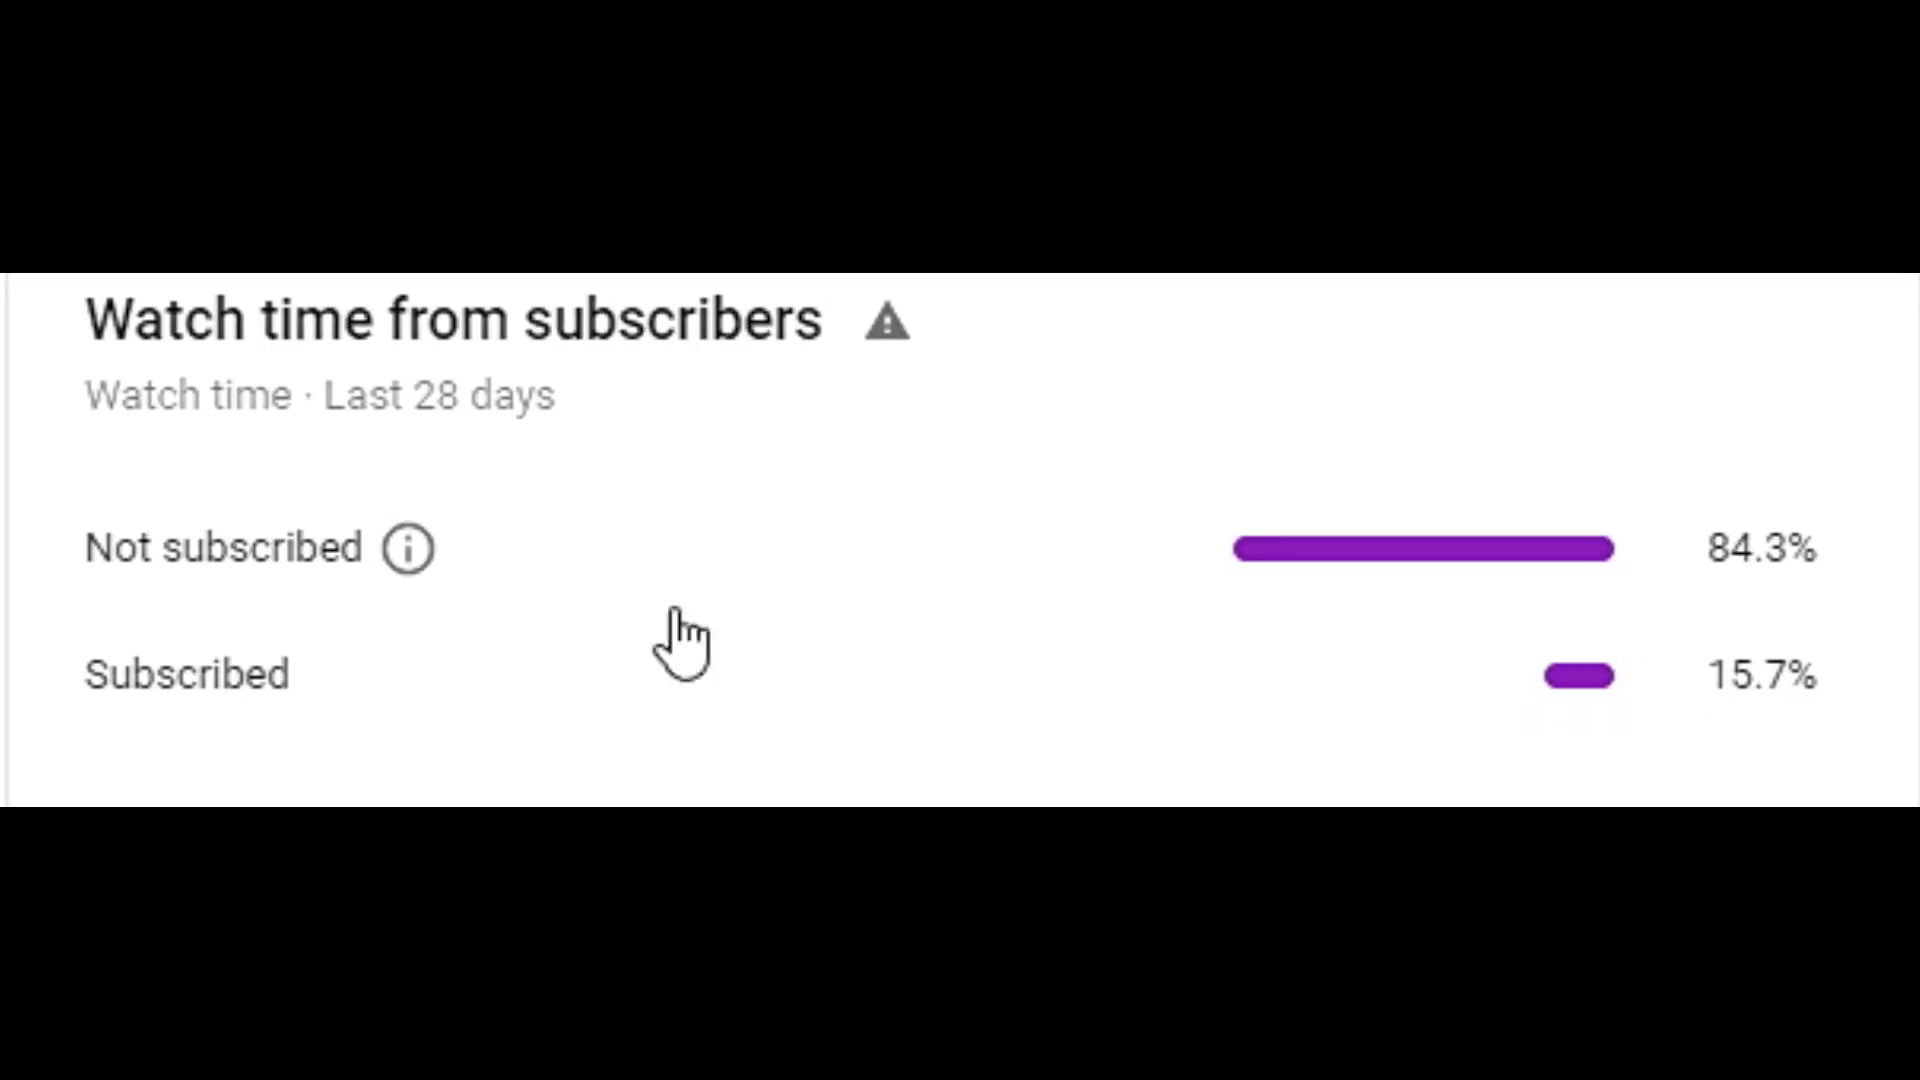 Watch time from subscribers
Watch time · Last 28 days
Not subscribed 84.3%
Subscribed 15.7%